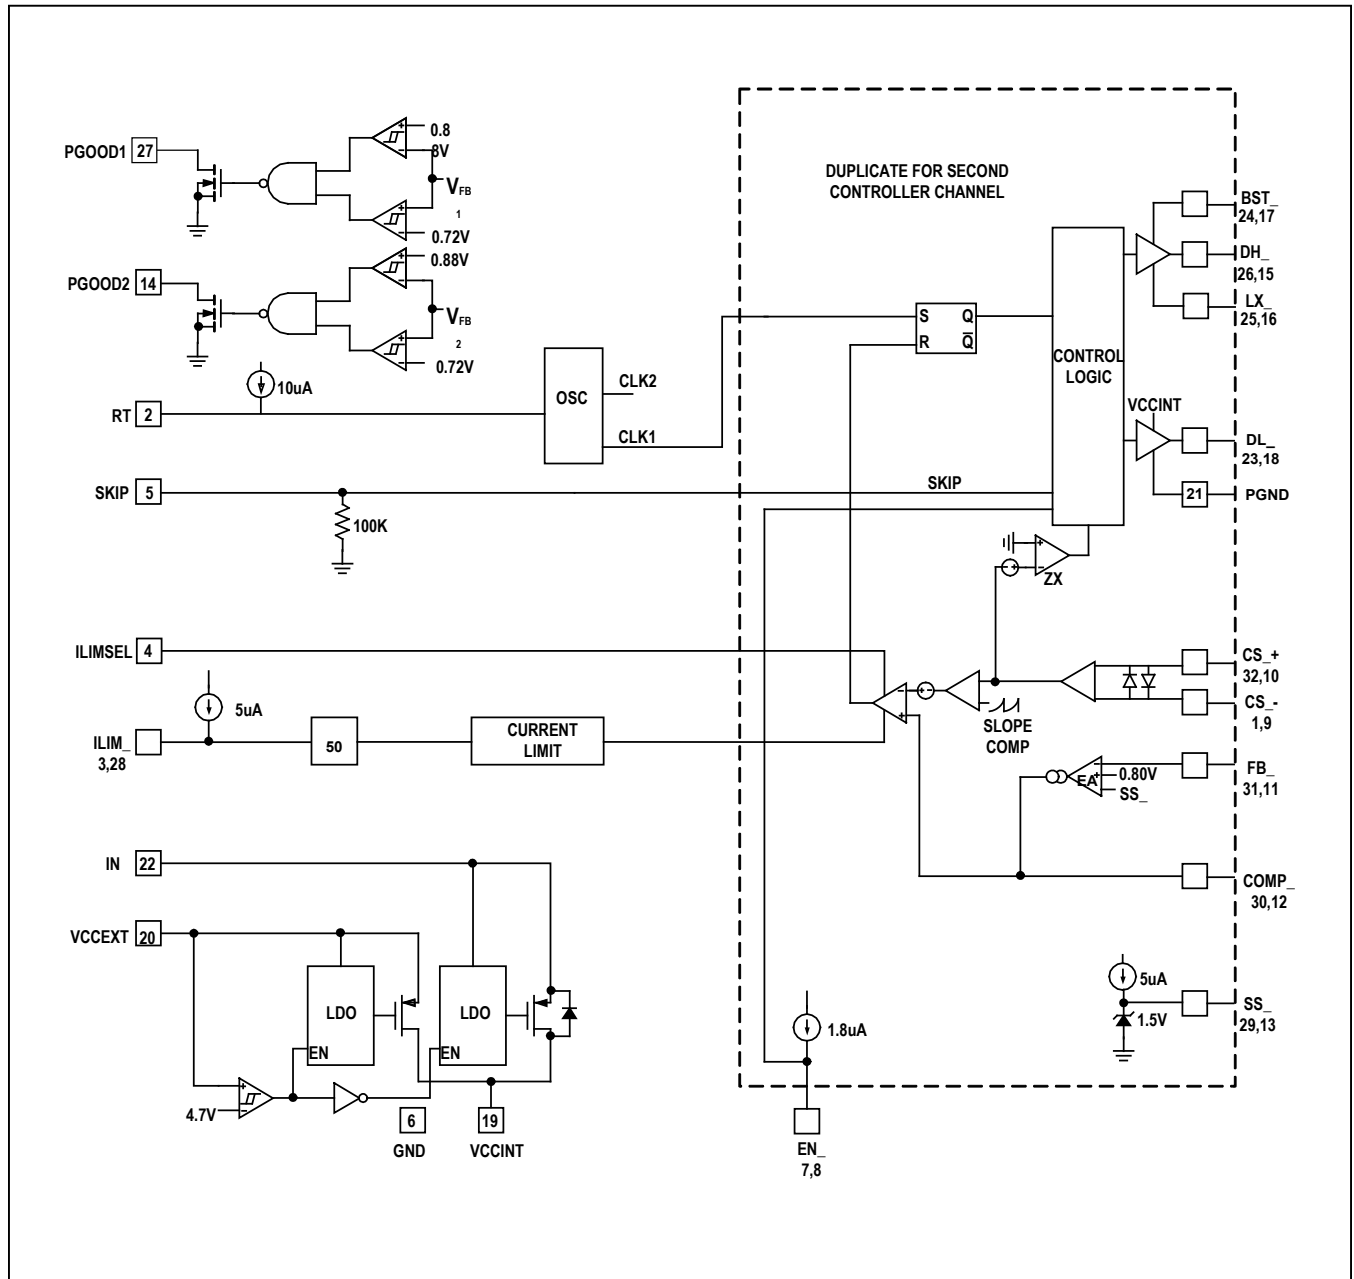 PGOOD1 27
0.8
8V
VFB
1
0.72V
PGOOD2 14
0.88V
VFB
2
0.72V
10uA
RT 2
OSC
CLK2
CLK1
SKIP 5
100K
ILIMSEL 4
5uA
ILIM_
3,28
50
CURRENT
LIMIT
IN 22
VCCEXT 20
LDO
EN
LDO
EN
+
4.7V
−
6
GND
19
VCCINT
DUPLICATE FOR SECOND
CONTROLLER CHANNEL
S Q
R Q̅
CONTROL
LOGIC
SKIP
BST_
24,17
DH_
26,15
LX_
25,16
VCCINT
DL_
23,18
21 PGND
+
−
ZX
CS_+
32,10
CS_-
1,9
SLOPE
COMP
−
+
EA
−
+ 0.80V
SS_
FB_
31,11
COMP_
30,12
5uA
1.5V
SS_
29,13
1.8uA
EN_
7,8